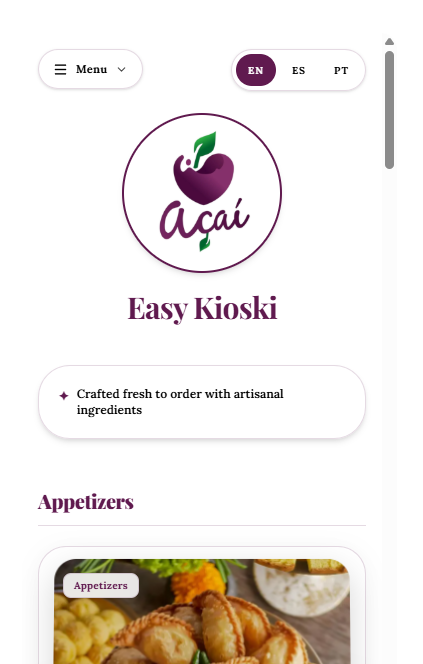 Menu
EN
ES
PT
Açaí
Easy Kioski
Crafted fresh to order with artisanal
ingredients
Appetizers
Appetizers